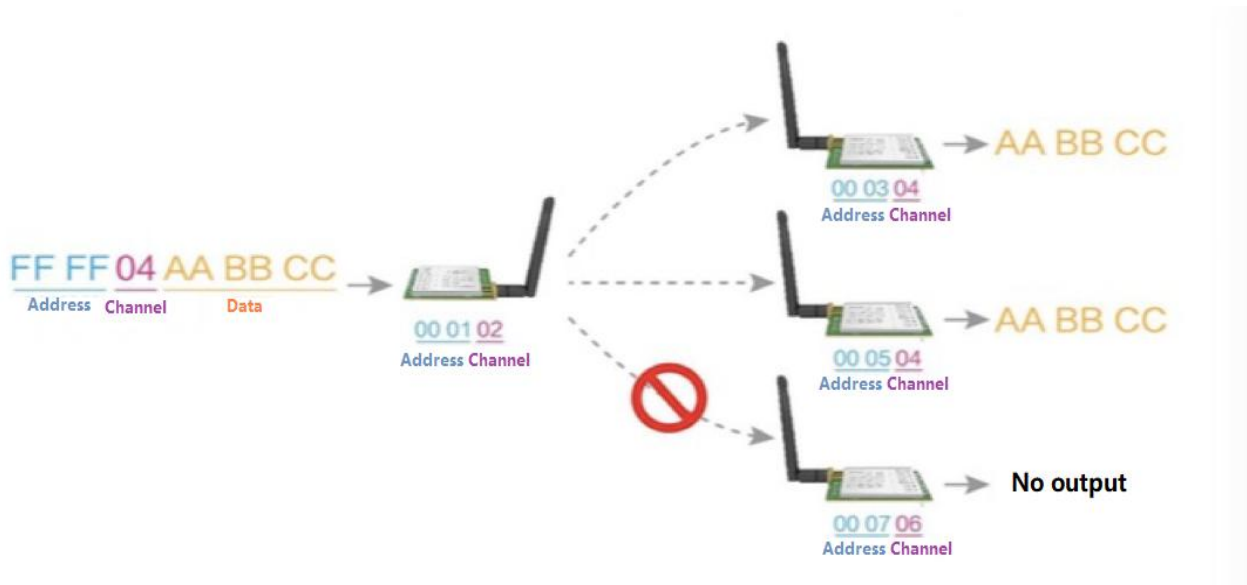 FF FF 04 AA BB CC
Address Channel Data
00 01 02
Address Channel
00 03 04
Address Channel
AA BB CC
00 05 04
Address Channel
AA BB CC
00 07 06
Address Channel
No output